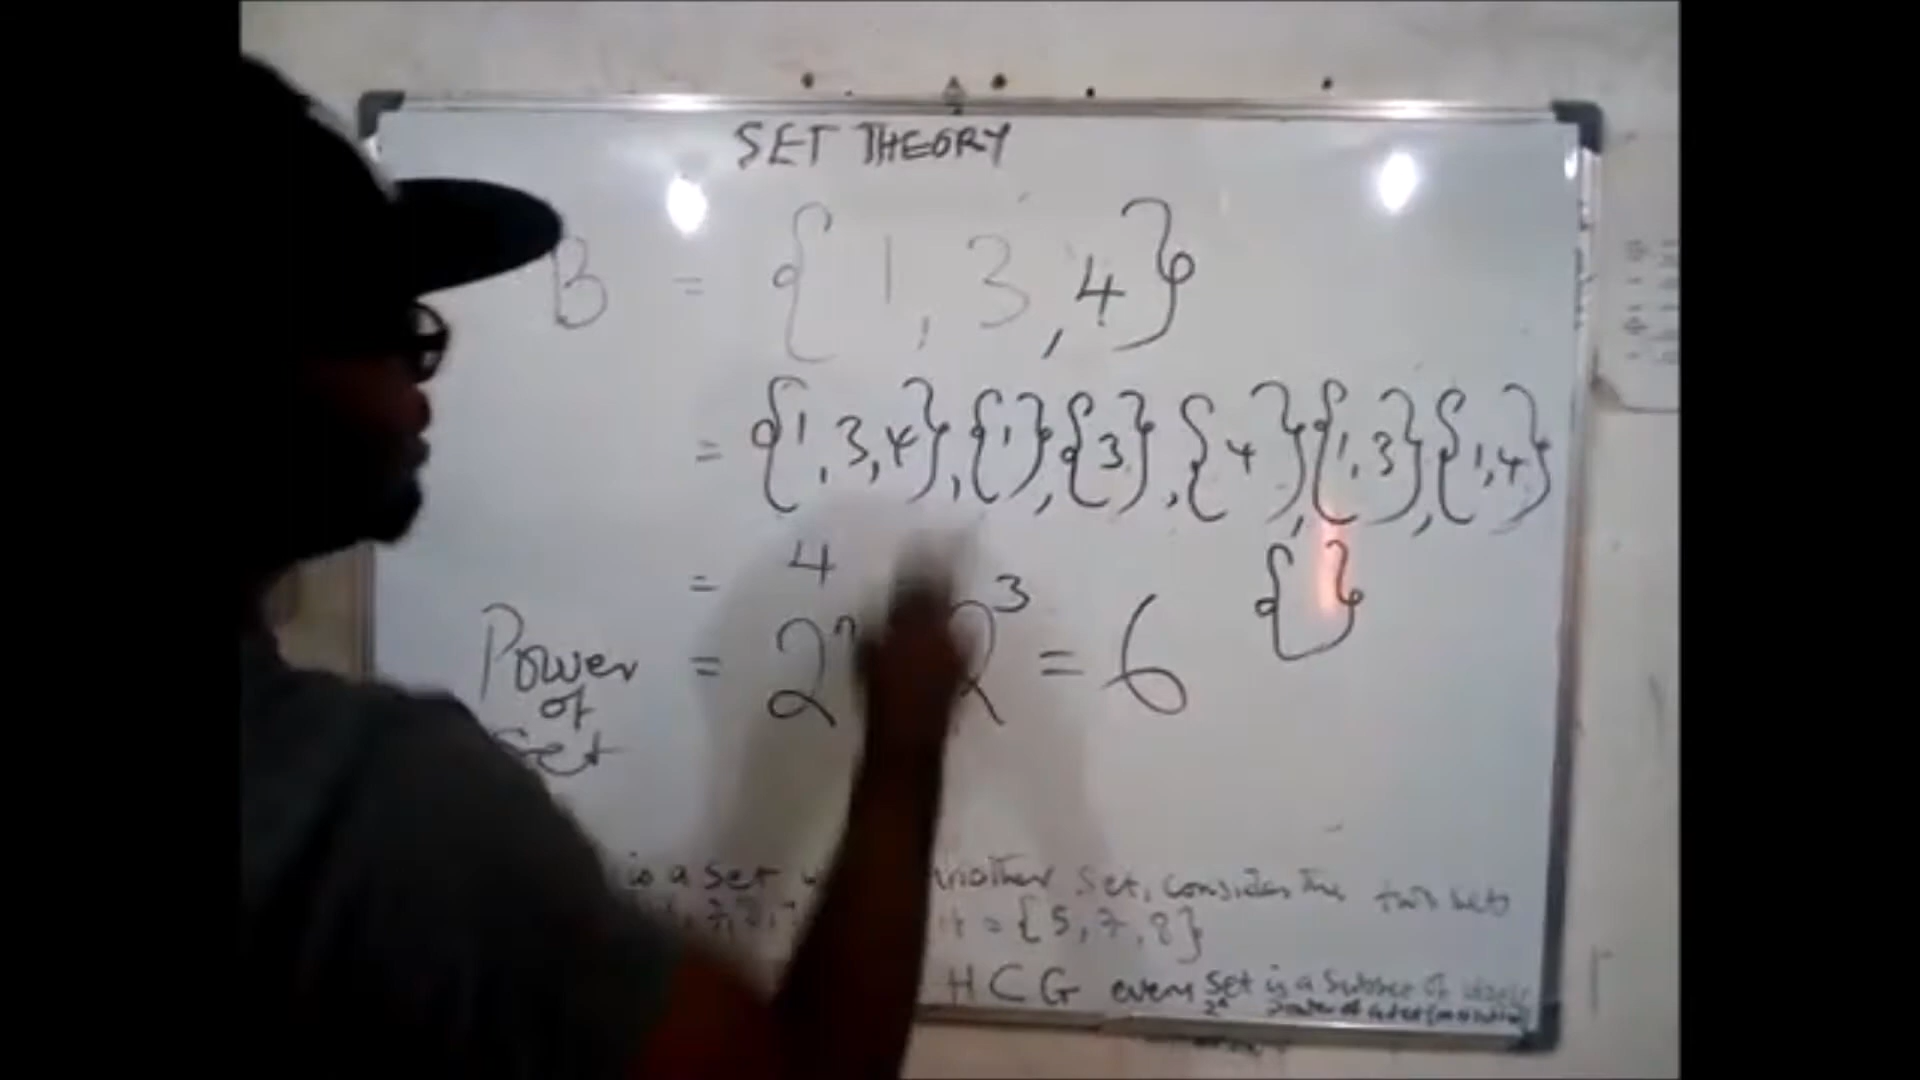 SET THEORY
B = { 1, 3, 4 }
= {1, 3, 4}, {1}, {3}, {4}, {1, 3}, {1, 4}
= 4 { }
Power = 2 2³ = 6
of
Set
is a set another set, consider the two sets
= {5, 7, 8}
H C G every set is a subset of itself